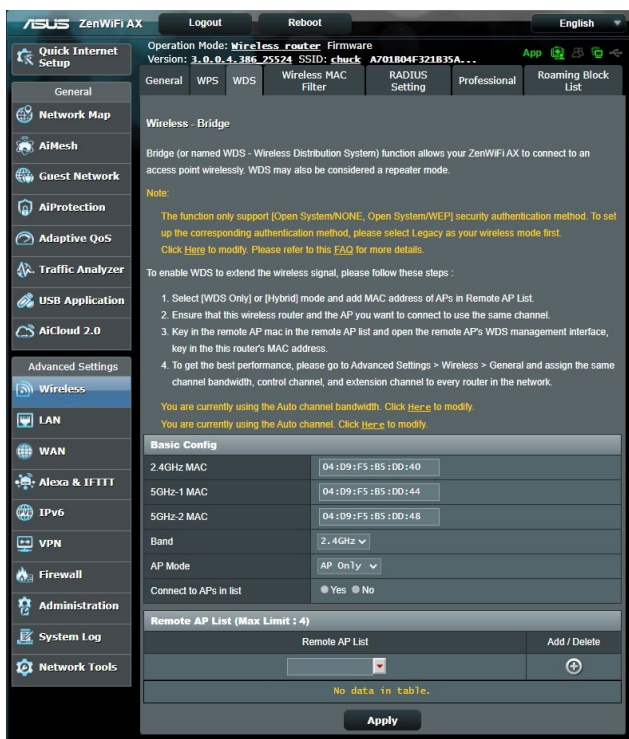 ASUS ZenWiFi AX
Logout
Reboot
English
Quick Internet Setup
Operation Mode: Wireless router Firmware
Version: 3.0.0.4.386_25524 SSID: chuck A701B04F321B35A...
App
General
WPS
WDS
Wireless MAC Filter
RADIUS Setting
Professional
Roaming Block List
General
Network Map
AiMesh
Guest Network
AiProtection
Adaptive QoS
Traffic Analyzer
USB Application
AiCloud 2.0
Advanced Settings
Wireless
LAN
WAN
Alexa & IFTTT
IPv6
VPN
Firewall
Administration
System Log
Network Tools
Wireless - Bridge
Bridge (or named WDS - Wireless Distribution System) function allows your ZenWiFi AX to connect to an
access point wirelessly. WDS may also be considered a repeater mode.
Note:
The function only support [Open System/NONE, Open System/WEP] security authentication method. To set
up the corresponding authentication method, please select Legacy as your wireless mode first.
Click Here to modify. Please refer to this FAQ for more details.
To enable WDS to extend the wireless signal, please follow these steps :
1. Select [WDS Only] or [Hybrid] mode and add MAC address of APs in Remote AP List.
2. Ensure that this wireless router and the AP you want to connect to use the same channel.
3. Key in the remote AP mac in the remote AP list and open the remote AP's WDS management interface,
key in the this router's MAC address.
4. To get the best performance, please go to Advanced Settings > Wireless > General and assign the same
channel bandwidth, control channel, and extension channel to every router in the network.
You are currently using the Auto channel bandwidth. Click Here to modify.
You are currently using the Auto channel. Click Here to modify.
Basic Config
2.4GHz MAC 04:D9:F5:B5:DD:40
5GHz-1 MAC 04:D9:F5:B5:DD:44
5GHz-2 MAC 04:D9:F5:B5:DD:48
Band 2.4GHz
AP Mode AP Only
Connect to APs in list Yes No
Remote AP List (Max Limit : 4)
Remote AP List Add / Delete
No data in table.
Apply